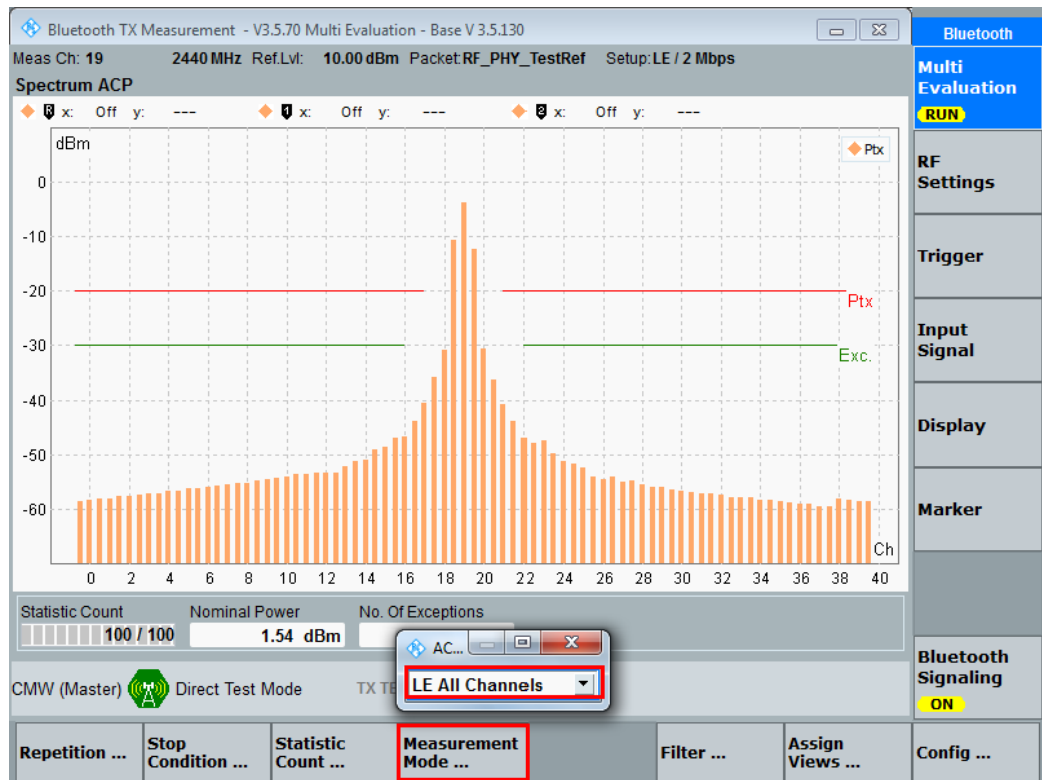 Bluetooth TX Measurement - V3.5.70 Multi Evaluation - Base V 3.5.130
Bluetooth
Meas Ch: 19 2440 MHz Ref.Lvl: 10.00 dBm Packet: RF_PHY_TestRef Setup: LE / 2 Mbps
Spectrum ACP
Multi
Evaluation
RUN
R x: Off y: --- 1 x: Off y: --- 2 x: Off y: ---
dBm
Ptx
0
-10
-20
-30
-40
-50
-60
Ptx
Exc.
Ch
0 2 4 6 8 10 12 14 16 18 20 22 24 26 28 30 32 34 36 38 40
RF
Settings
Trigger
Input
Signal
Display
Marker
Statistic Count Nominal Power No. Of Exceptions
100 / 100 1.54 dBm
AC...
LE All Channels
CMW (Master) Direct Test Mode TX TE
Bluetooth
Signaling
ON
Repetition ...
Stop
Condition ...
Statistic
Count ...
Measurement
Mode ...
Filter ...
Assign
Views ...
Config ...